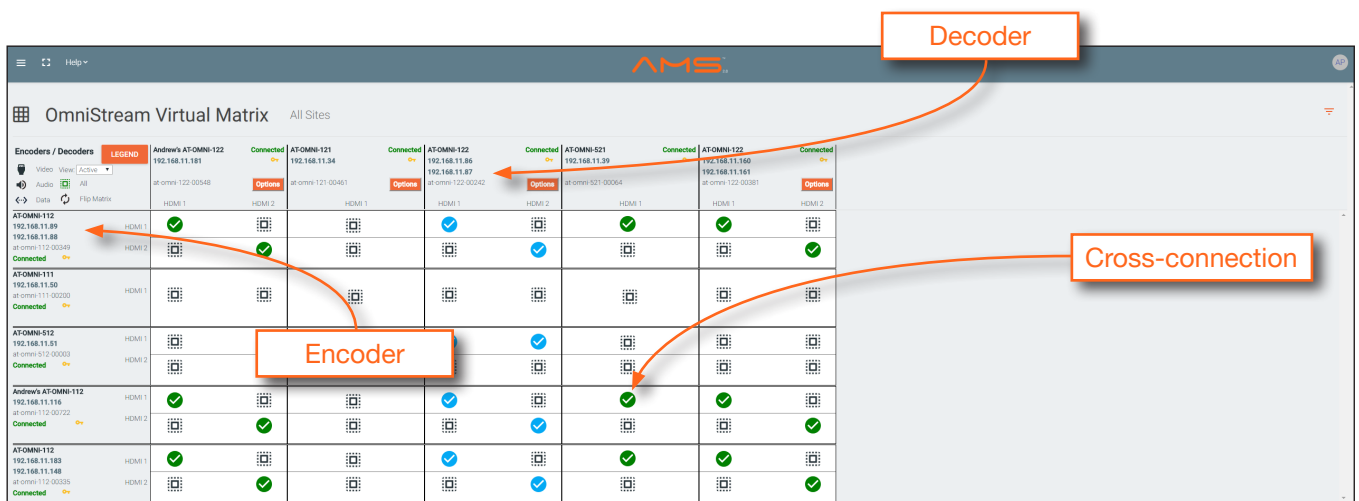 Decoder
Help
AMS
AP
OmniStream Virtual Matrix All Sites
Encoders / Decoders LEGEND
Video View: Active
Audio All
Data Flip Matrix
Andrew's AT-OMNI-122 Connected
192.168.11.181
at-omni-122-00548 Options
HDMI 1 HDMI 2
AT-OMNI-121 Connected
192.168.11.34
at-omni-121-00461 Options
HDMI 1
AT-OMNI-122 Connected
192.168.11.86
192.168.11.87
at-omni-122-00242 Options
HDMI 1 HDMI 2
AT-OMNI-521 Connected
192.168.11.39
at-omni-521-00064
HDMI 1
AT-OMNI-122 Connected
192.168.11.160
192.168.11.161
at-omni-122-00381 Options
HDMI 1 HDMI 2
AT-OMNI-112
192.168.11.89 HDMI 1
192.168.11.88
at-omni-112-00349 HDMI 2
Connected
Cross-connection
AT-OMNI-111
192.168.11.50 HDMI 1
at-omni-111-00200
Connected
Encoder
AT-OMNI-512
192.168.11.51 HDMI 1
at-omni-512-00003
Connected HDMI 2
Andrew's AT-OMNI-112
192.168.11.116 HDMI 1
at-omni-112-00722
Connected HDMI 2
AT-OMNI-112
192.168.11.183 HDMI 1
192.168.11.148
at-omni-112-00335 HDMI 2
Connected